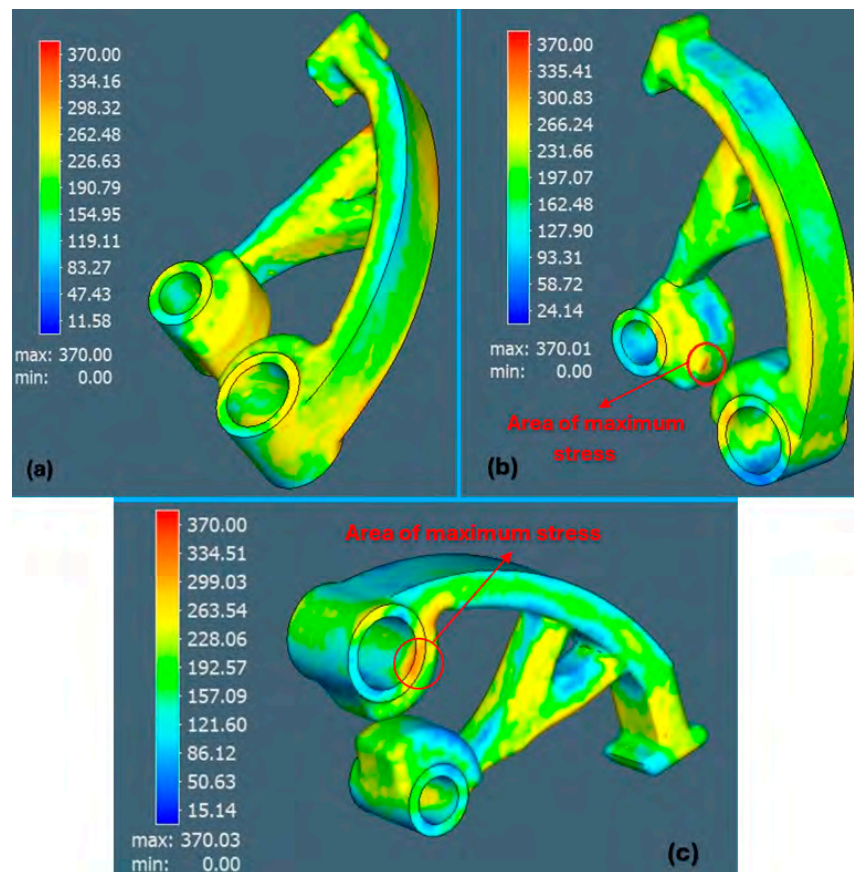 370.00
334.16
298.32
262.48
226.63
190.79
154.95
119.11
83.27
47.43
11.58
max: 370.00
min: 0.00
(a)
370.00
335.41
300.83
266.24
231.66
197.07
162.48
127.90
93.31
58.72
24.14
max: 370.01
min: 0.00
Area of maximum
stress
(b)
370.00
334.51
299.03
263.54
228.06
192.57
157.09
121.60
86.12
50.63
15.14
max: 370.03
min: 0.00
Area of maximum stress
(c)